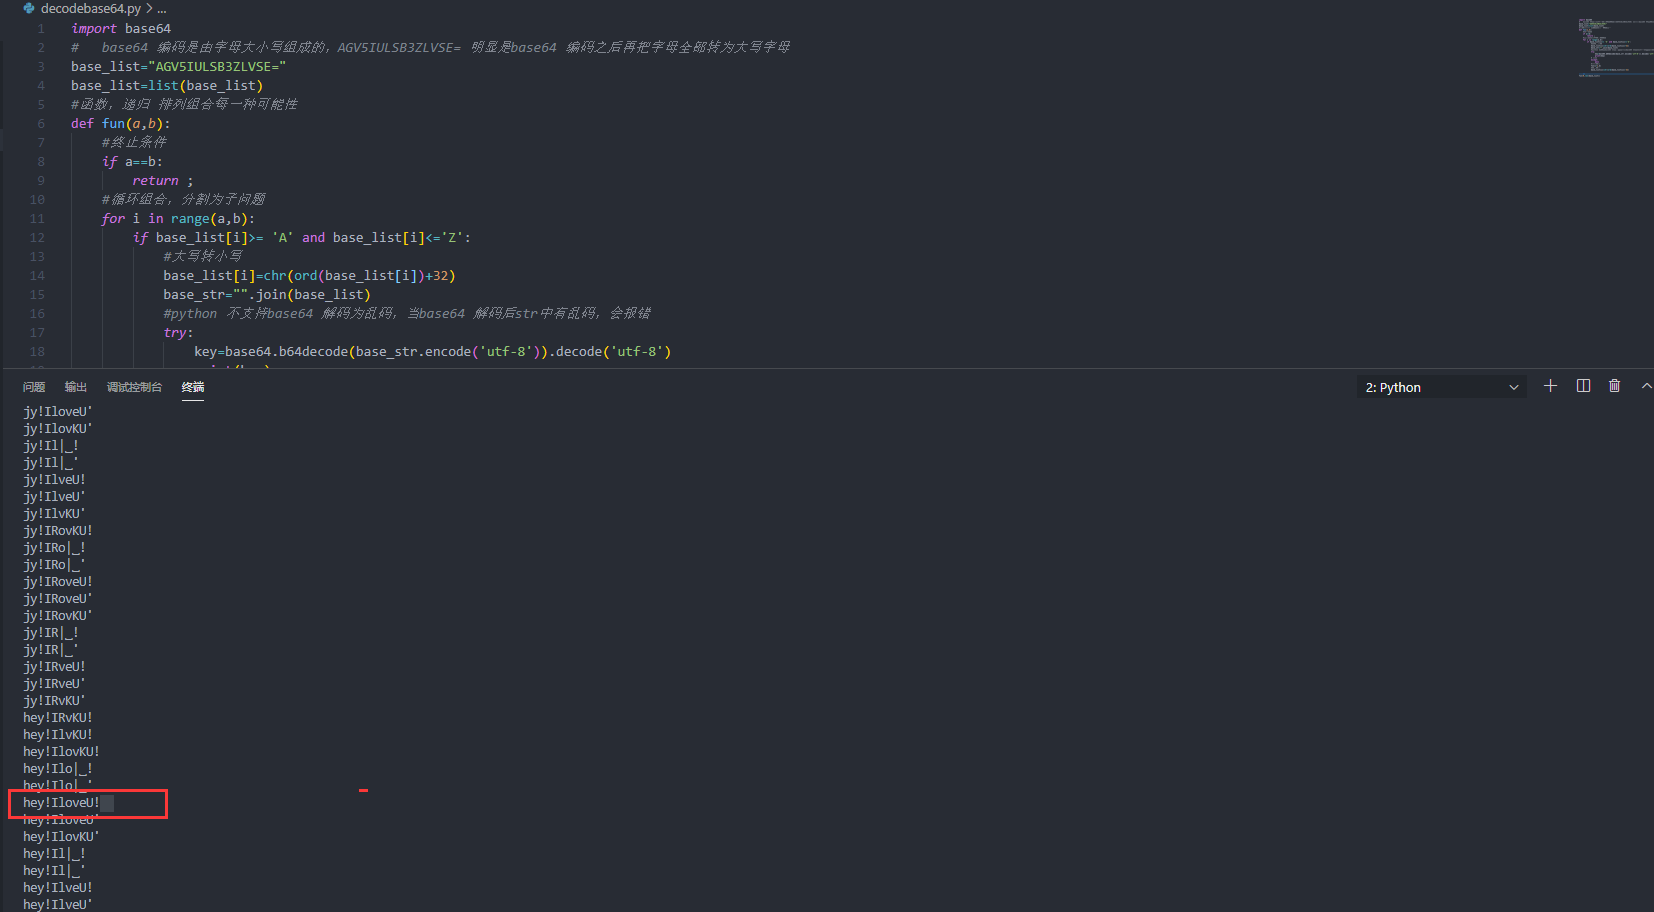 decodebase64.py > ...
1 import base64
2 #   base64 编码是由字母大小写组成的，AGV5IULSB3ZLVSE= 明显是base64 编码之后再把字母全部转为大写字母
3 base_list="AGV5IULSB3ZLVSE="
4 base_list=list(base_list)
5 #函数，递归 排列组合每一种可能性
6 def fun(a,b):
7 #终止条件
8 if a==b:
9 return ;
10 #循环组合，分割为子问题
11 for i in range(a,b):
12 if base_list[i]>= 'A' and base_list[i]<='Z':
13 #大写转小写
14 base_list[i]=chr(ord(base_list[i])+32)
15 base_str="".join(base_list)
16 #python 不支持base64 解码为乱码，当base64 解码后str中有乱码，会报错
17 try:
18 key=base64.b64decode(base_str.encode('utf-8')).decode('utf-8')
问题 输出 调试控制台 终端 2: Python
jy!IloveU'
jy!IlovKU'
jy!Il|_!
jy!Il|_'
jy!IlveU!
jy!IlveU'
jy!IlvKU'
jy!IRovKU!
jy!IRo|_!
jy!IRo|_'
jy!IRoveU!
jy!IRoveU'
jy!IRovKU'
jy!IR|_!
jy!IR|_'
jy!IRveU!
jy!IRveU'
jy!IRvKU'
hey!IRvKU!
hey!IlvKU!
hey!IlovKU!
hey!Ilo|_!
hey!Ilo|_'
hey!IloveU!
hey!IloveU'
hey!IlovKU'
hey!Il|_!
hey!Il|_'
hey!IlveU!
hey!IlveU'